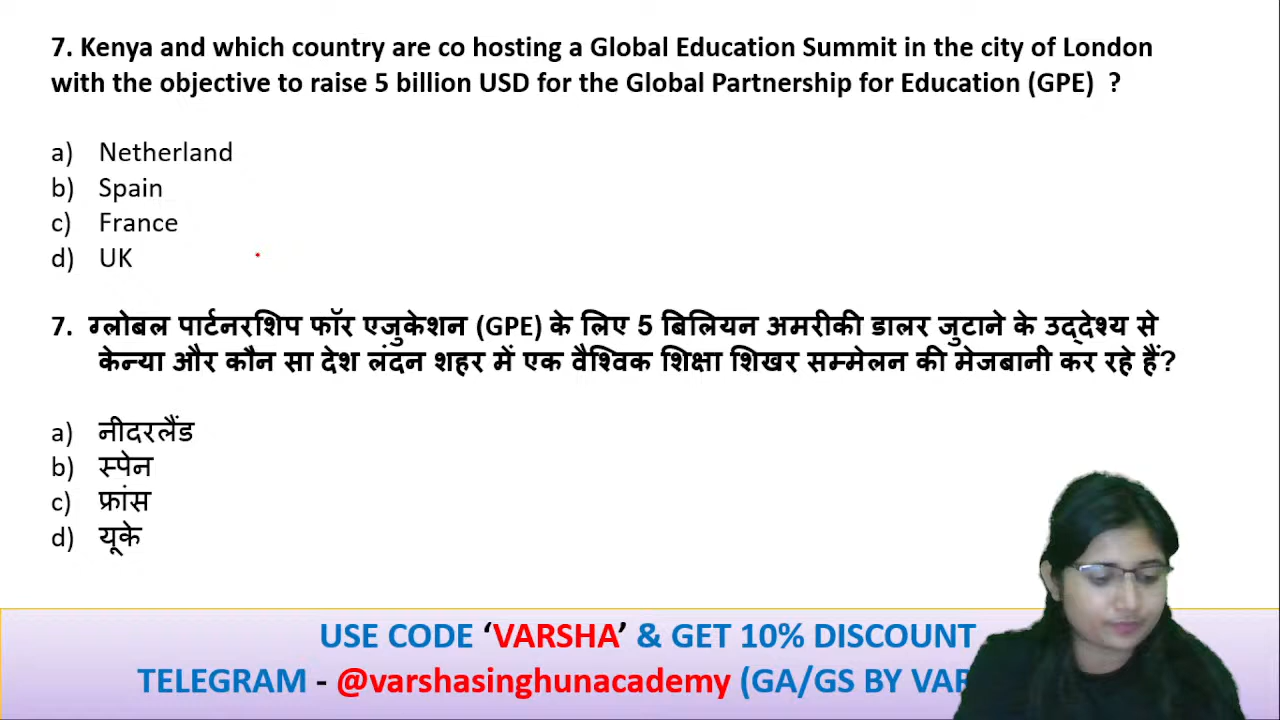 7. Kenya and which country are co hosting a Global Education Summit in the city of London
with the objective to raise 5 billion USD for the Global Partnership for Education (GPE) ?
a) Netherland
b) Spain
c) France
d) UK
7. ग्लोबल पार्टनरशिप फॉर एजुकेशन (GPE) के लिए 5 बिलियन अमरीकी डालर जुटाने के उद्देश्य से
केन्या और कौन सा देश लंदन शहर में एक वैश्विक शिक्षा शिखर सम्मेलन की मेजबानी कर रहे हैं?
a) नीदरलैंड
b) स्पेन
c) फ्रांस
d) यूके
USE CODE ‘VARSHA’ & GET 10% DISCOUNT
TELEGRAM - @varshasinghunacademy (GA/GS BY